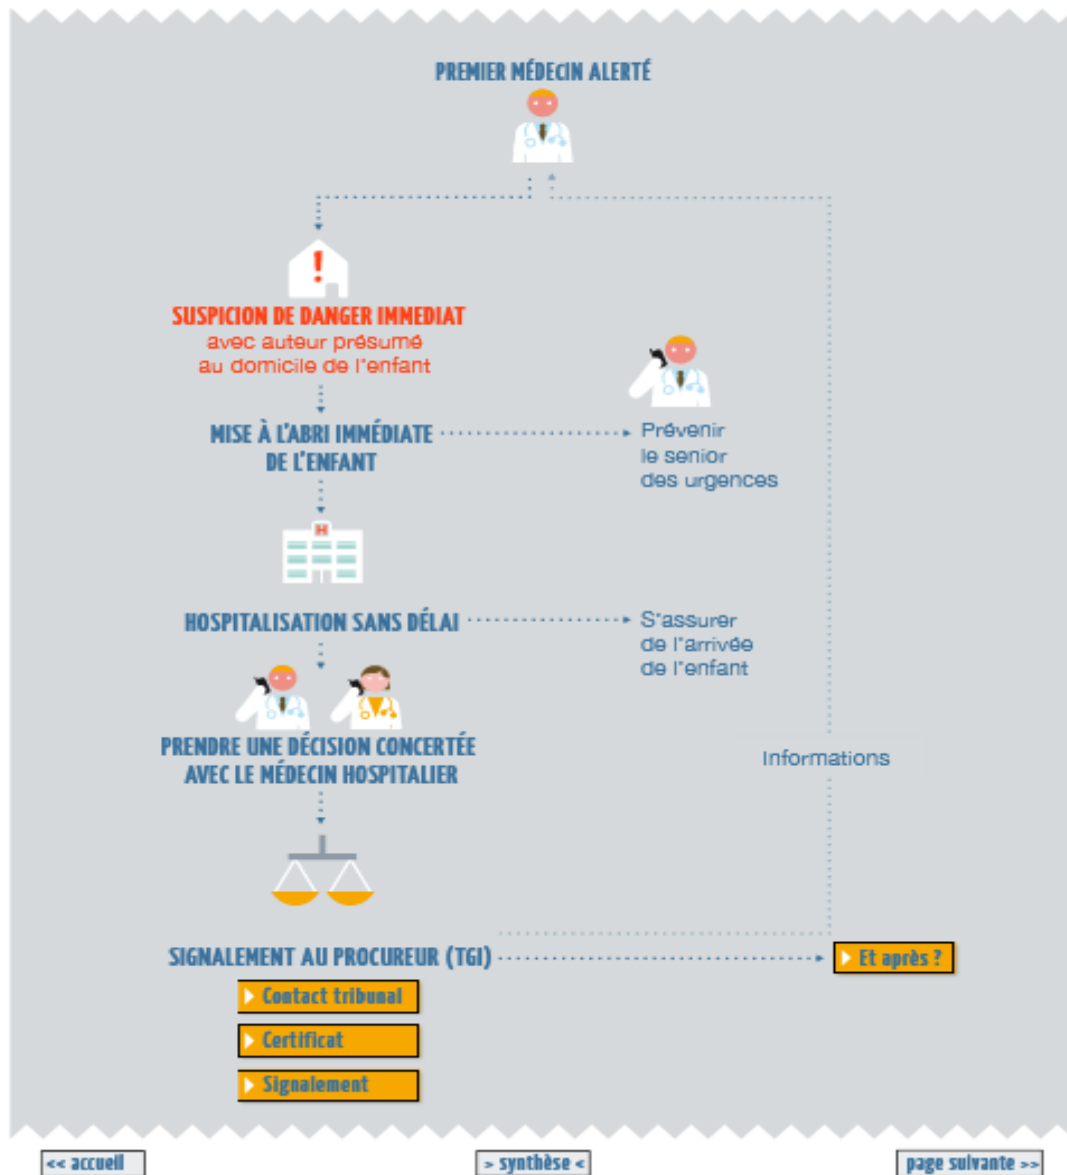 PREMIER MÉDECIN ALERTÉ
!
SUSPICION DE DANGER IMMEDIAT
avec auteur présumé
au domicile de l'enfant
MISE À L'ABRI IMMÉDIATE
DE L'ENFANT
Prévenir
le senior
des urgences
H
HOSPITALISATION SANS DÉLAI
S'assurer
de l'arrivée
de l'enfant
PRENDRE UNE DÉCISION CONCERTÉE
AVEC LE MÉDECIN HOSPITALIER
Informations
SIGNALEMENT AU PROCUREUR (TGI)
Et après ?
Contact tribunal
Certificat
Signalement
<< accueil
> synthèse <
page suivante >>